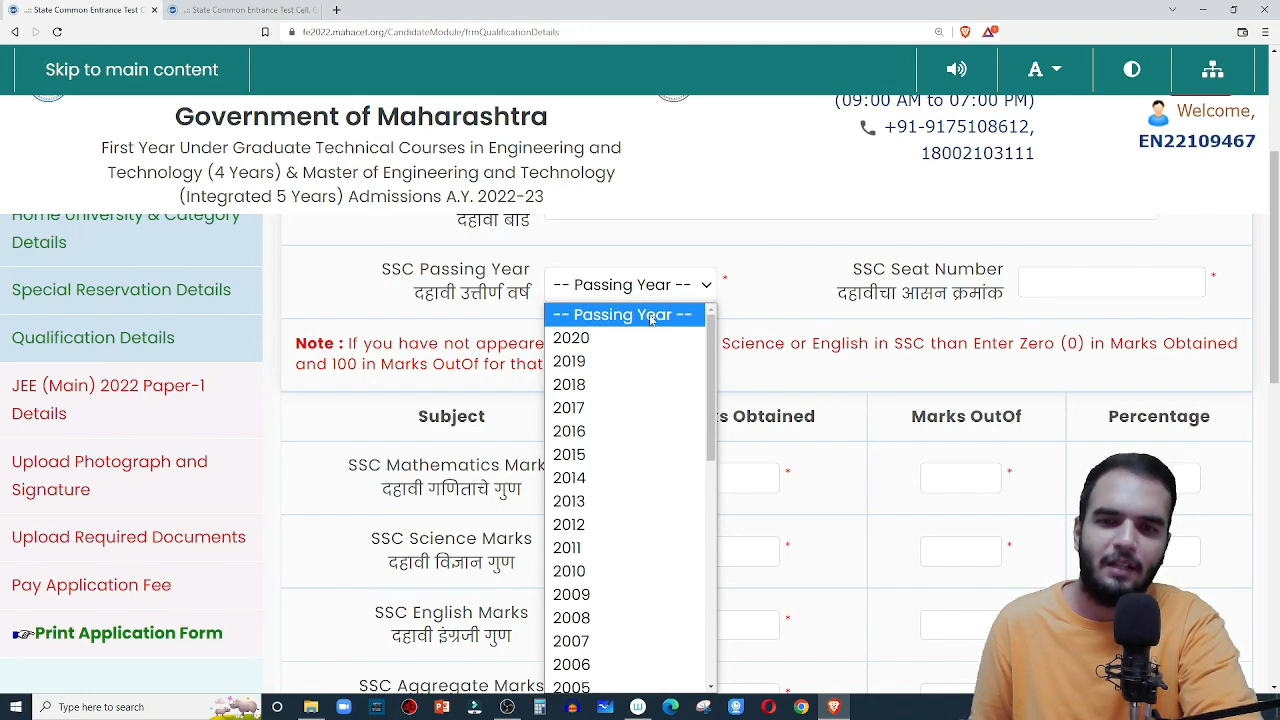 .:: State Common Entrance Test C
.:: State Common Entrance Test Cell, G
fe2022.mahacet.org/CandidateModule/frmQualificationDetails
Skip to main content
A
Government of Maharashtra
First Year Under Graduate Technical Courses in Engineering and
Technology (4 Years) & Master of Engineering and Technology
(Integrated 5 Years) Admissions A.Y. 2022-23
(09:00 AM to 07:00 PM)
+91-9175108612,
18002103111
Welcome,
EN22109467
Home University & Category
Details
Special Reservation Details
Qualification Details
JEE (Main) 2022 Paper-1
Details
Upload Photograph and
Signature
Upload Required Documents
Pay Application Fee
Print Application Form
दहावी बोर्ड
SSC Passing Year
दहावी उत्तीर्ण वर्ष
-- Passing Year --
*
SSC Seat Number
दहावीचा आसन क्रमांक
*
-- Passing Year --
2020
2019
2018
2017
2016
2015
2014
2013
2012
2011
2010
2009
2008
2007
2006
2005
Note : If you have not appeare
Science or English in SSC than Enter Zero (0) in Marks Obtained
and 100 in Marks OutOf for that
Subject
s Obtained
Marks OutOf
Percentage
SSC Mathematics Mark
दहावी गणिताचे गुण
*
*
SSC Science Marks
दहावी विज्ञान गुण
*
*
SSC English Marks
दहावी इंग्रजी गुण
*
SSC Aggregate Marks
*
Type here to search